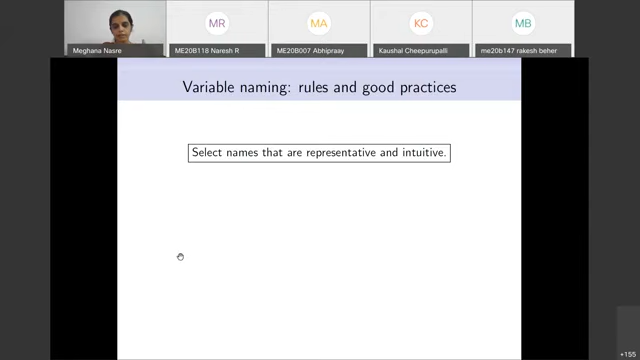 MR
MA
KC
MB
Meghana Nasre
ME20B118 Naresh R
ME20B007 Abhipraay
Kaushal Cheepurupalli
me20b147 rakesh beher
Variable naming: rules and good practices
Select names that are representative and intuitive.
+155